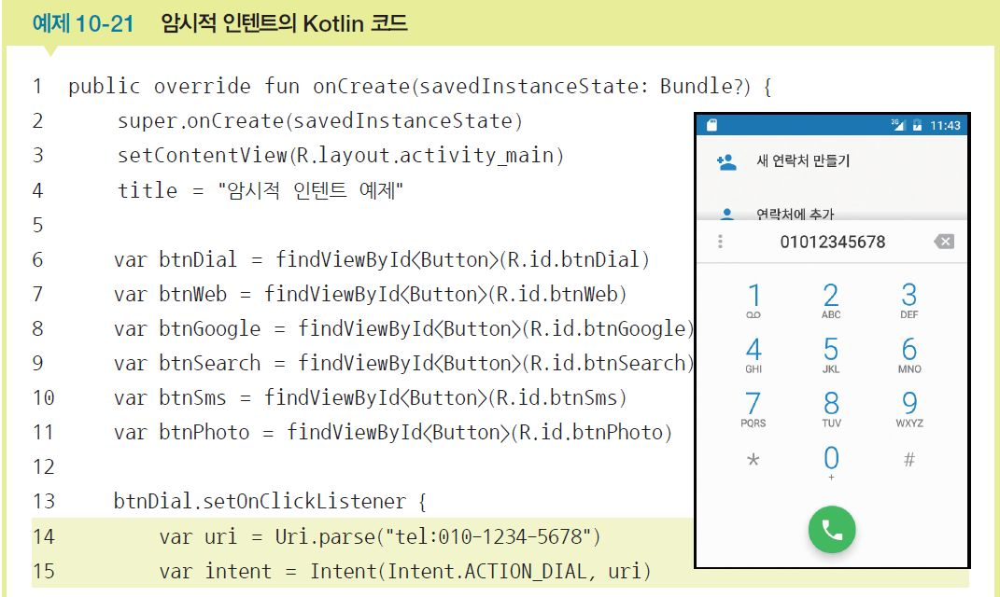 예제 10-21 암시적 인텐트의 Kotlin 코드
1 public override fun onCreate(savedInstanceState: Bundle?) {
2 super.onCreate(savedInstanceState)
3 setContentView(R.layout.activity_main)
4 title = "암시적 인텐트 예제"
5
6 var btnDial = findViewById<Button>(R.id.btnDial)
7 var btnWeb = findViewById<Button>(R.id.btnWeb)
8 var btnGoogle = findViewById<Button>(R.id.btnGoogle)
9 var btnSearch = findViewById<Button>(R.id.btnSearch)
10 var btnSms = findViewById<Button>(R.id.btnSms)
11 var btnPhoto = findViewById<Button>(R.id.btnPhoto)
12
13 btnDial.setOnClickListener {
14 var uri = Uri.parse("tel:010-1234-5678")
15 var intent = Intent(Intent.ACTION_DIAL, uri)
3G 11:43
새 연락처 만들기
연락처에 추가
01012345678
1 2 3
ABC DEF
4 5 6
GHI JKL MNO
7 8 9
PQRS TUV WXYZ
* 0 #
+